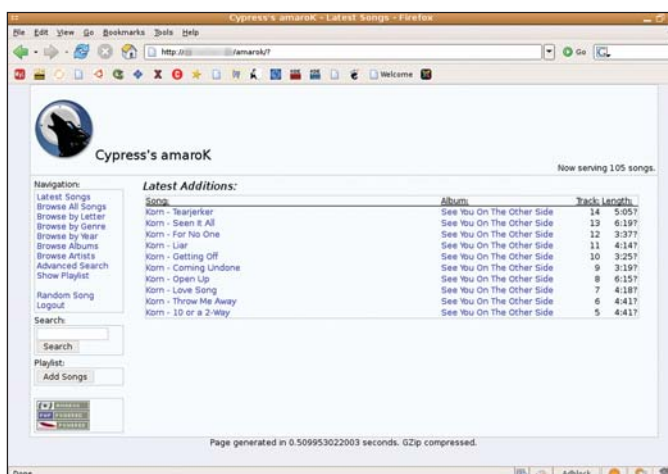 Cypress's amaroK - Latest Songs - Firefox
File Edit View Go Bookmarks Tools Help
http:// /amarok/? Go
Welcome
Cypress's amaroK
Now serving 105 songs.
Navigation:
Latest Songs
Browse All Songs
Browse by Letter
Browse by Genre
Browse by Year
Browse Albums
Browse Artists
Advanced Search
Show Playlist
Random Song
Logout
Search:
Search
Playlist:
Add Songs
Latest Additions:
Song: Album: Track: Length:
Korn - Tearjerker See You On The Other Side 14 5:05?
Korn - Seen It All See You On The Other Side 13 6:19?
Korn - For No One See You On The Other Side 12 3:37?
Korn - Liar See You On The Other Side 11 4:14?
Korn - Getting Off See You On The Other Side 10 3:25?
Korn - Coming Undone See You On The Other Side 9 3:19?
Korn - Open Up See You On The Other Side 8 6:15?
Korn - Love Song See You On The Other Side 7 4:18?
Korn - Throw Me Away See You On The Other Side 6 4:41?
Korn - 10 or a 2-Way See You On The Other Side 5 4:41?
Page generated in 0.509953022003 seconds. GZip compressed.
Done Adblock